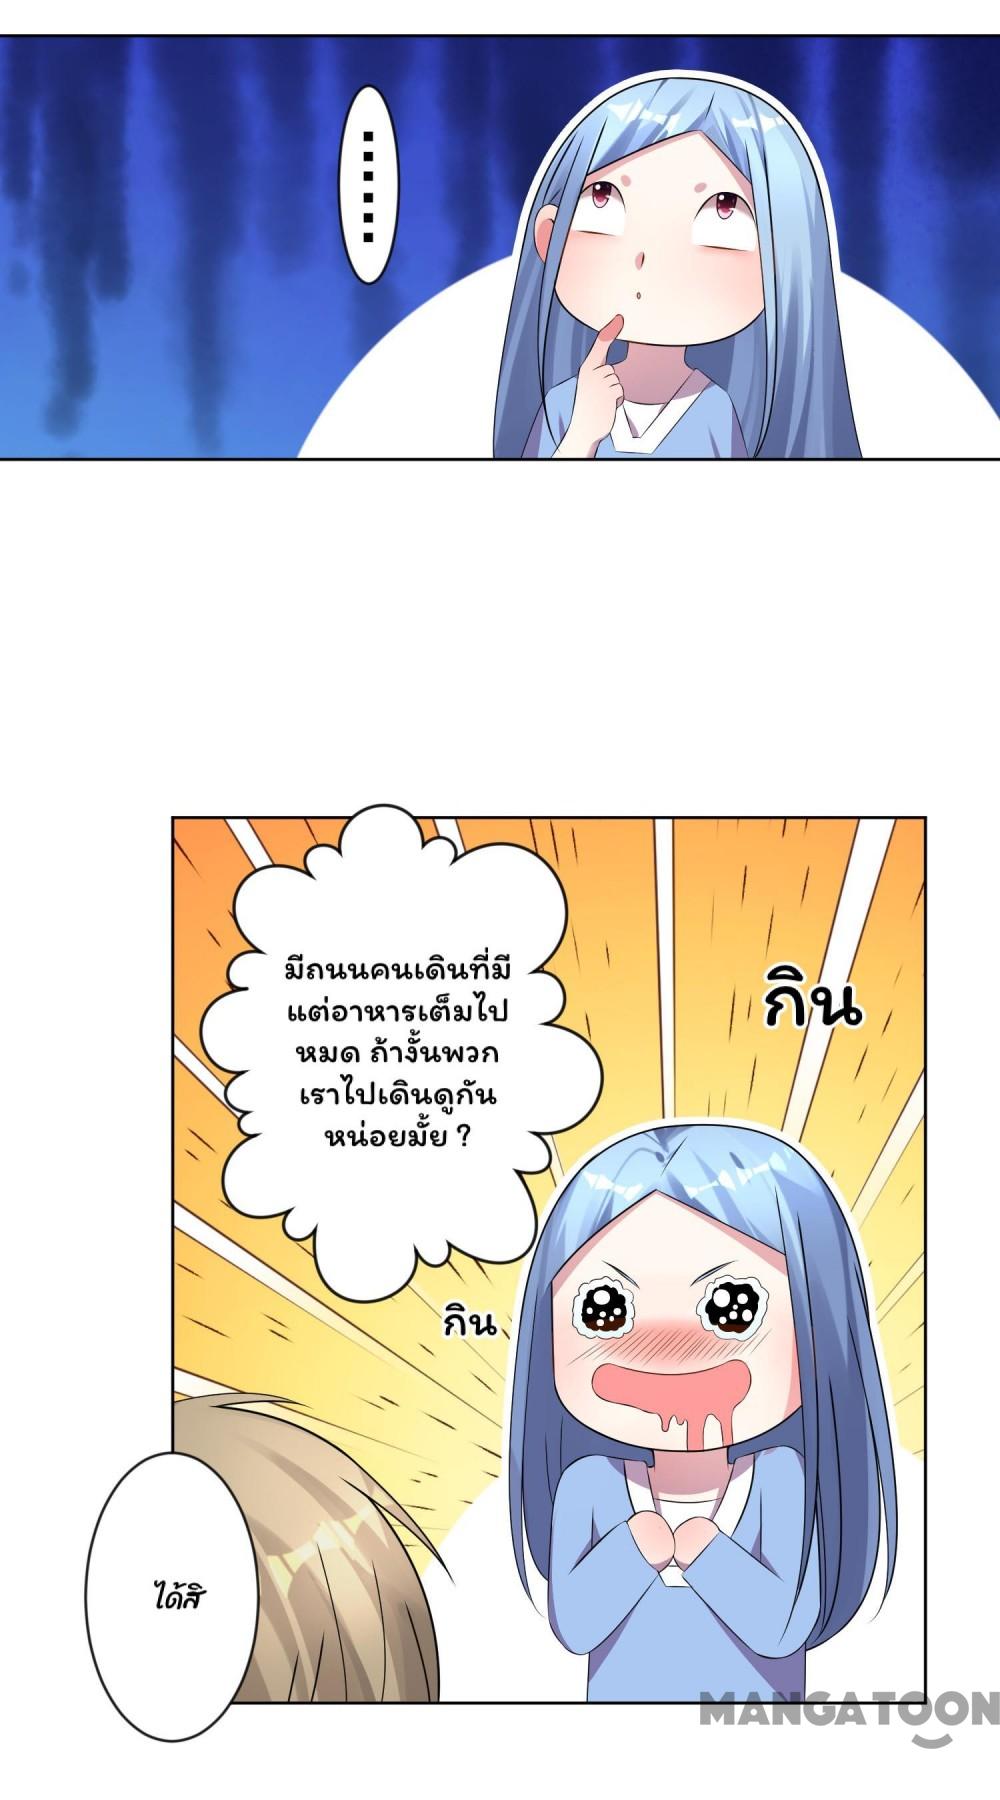 .......
มีถนนคนเดินที่มี
แต่อาหารเต็มไป
หมด ถ้างั้นพวก
เราไปเดินดูกัน
หน่อยมั้ย ?
กิน
กิน
ได้สิ
MANGATOON